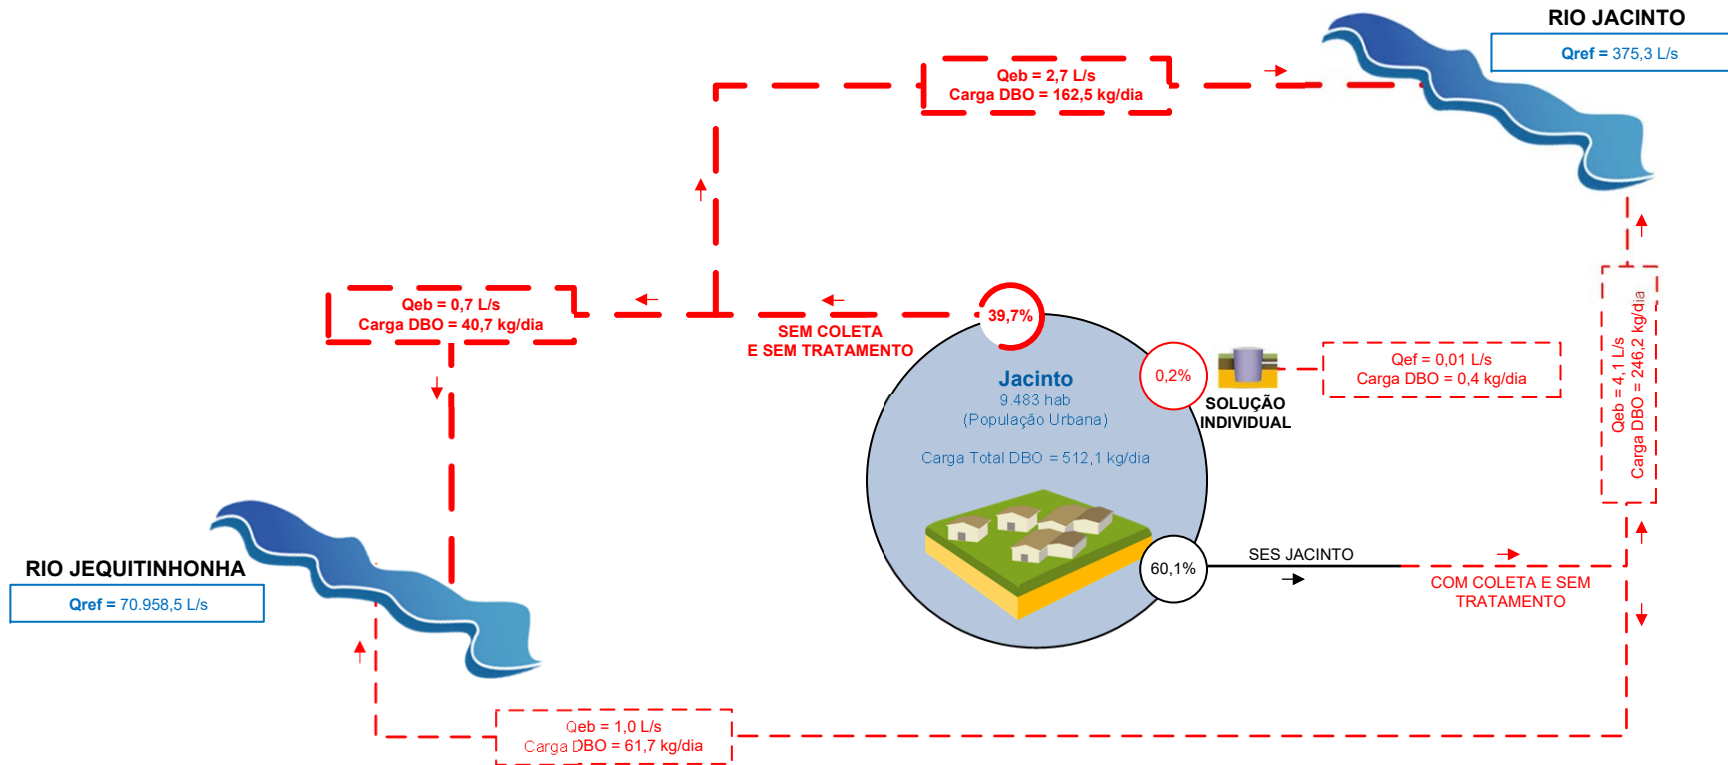 RIO JACINTO
Qref = 375,3 L/s
Qeb = 2,7 L/s
Carga DBO = 162,5 kg/dia
Qeb = 0,7 L/s
Carga DBO = 40,7 kg/dia
SEM COLETA
E SEM TRATAMENTO
39,7%
Jacinto
9.483 hab
(População Urbana)
Carga Total DBO = 512,1 kg/dia
0,2%
SOLUÇÃO
INDIVIDUAL
Qef = 0,01 L/s
Carga DBO = 0,4 kg/dia
Qeb = 4,1 L/s
Carga DBO = 246,2 kg/dia
60,1%
SES JACINTO
COM COLETA E SEM
TRATAMENTO
RIO JEQUITINHONHA
Qref = 70.958,5 L/s
Qeb = 1,0 L/s
Carga DBO = 61,7 kg/dia